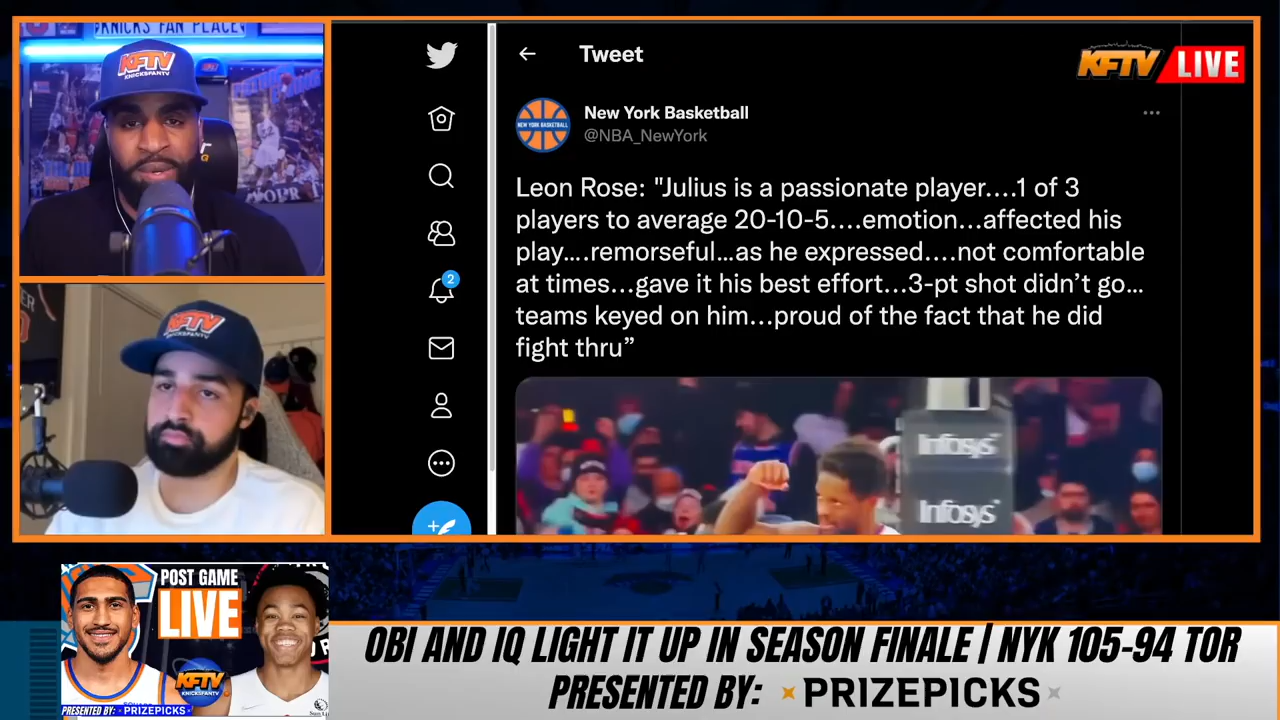 KNICKS FAN PLACE
KFTV
KNICKSFANTV
Tweet
KFTV LIVE
New York Basketball
@NBA_NewYork
NEW YORK BASKETBALL
Leon Rose: "Julius is a passionate player....1 of 3
players to average 20-10-5....emotion...affected his
play....remorseful...as he expressed....not comfortable
at times...gave it his best effort...3-pt shot didn’t go...
teams keyed on him...proud of the fact that he did
fight thru”
2
KFTV
Infosys
Infosys
POST GAME
LIVE
KFTV
KNICKSFANTV
PRESENTED BY: PRIZEPICKS
OBI AND IQ LIGHT IT UP IN SEASON FINALE | NYK 105-94 TOR
PRESENTED BY: PRIZEPICKS